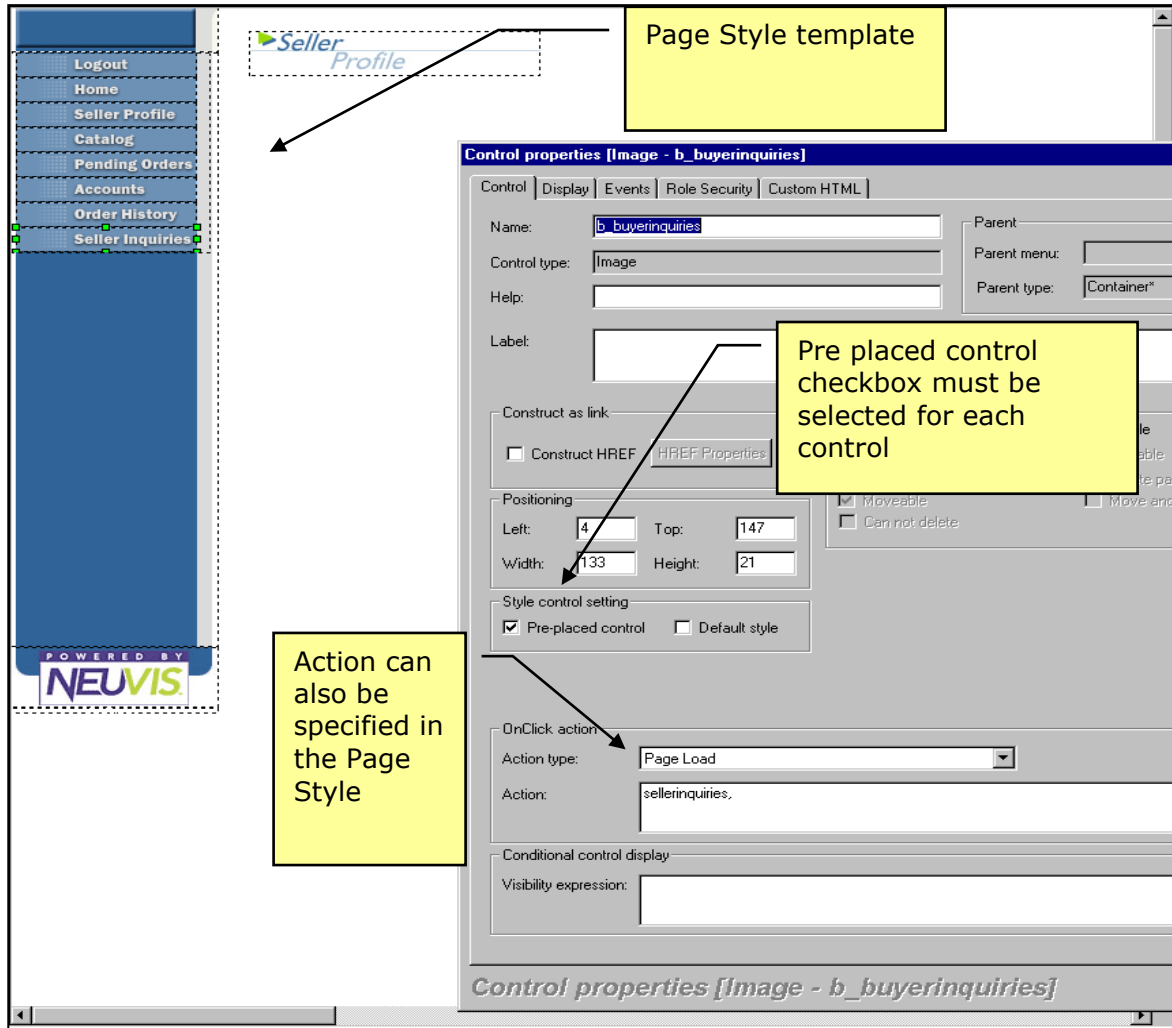 Page Style template
Seller
Profile
Logout
Home
Seller Profile
Catalog
Pending Orders
Accounts
Order History
Seller Inquiries
POWERED BY
NEUVIS
Control properties [Image - b_buyerinquiries]
Control Display Events Role Security Custom HTML
Name: b_buyerinquiries
Parent
Control type: Image
Parent menu:
Help:
Parent type: Container*
Label:
Pre placed control
checkbox must be
selected for each
control
Construct as link
Construct HREF HREF Properties
Positioning
Moveable
Can not delete
Left: 4 Top: 147
Width: 133 Height: 21
Style control setting
Pre-placed control Default style
Action can
also be
specified in
the Page
Style
OnClick action
Action type: Page Load
Action: sellerinquiries,
Conditional control display
Visibility expression:
Control properties [Image - b_buyerinquiries]